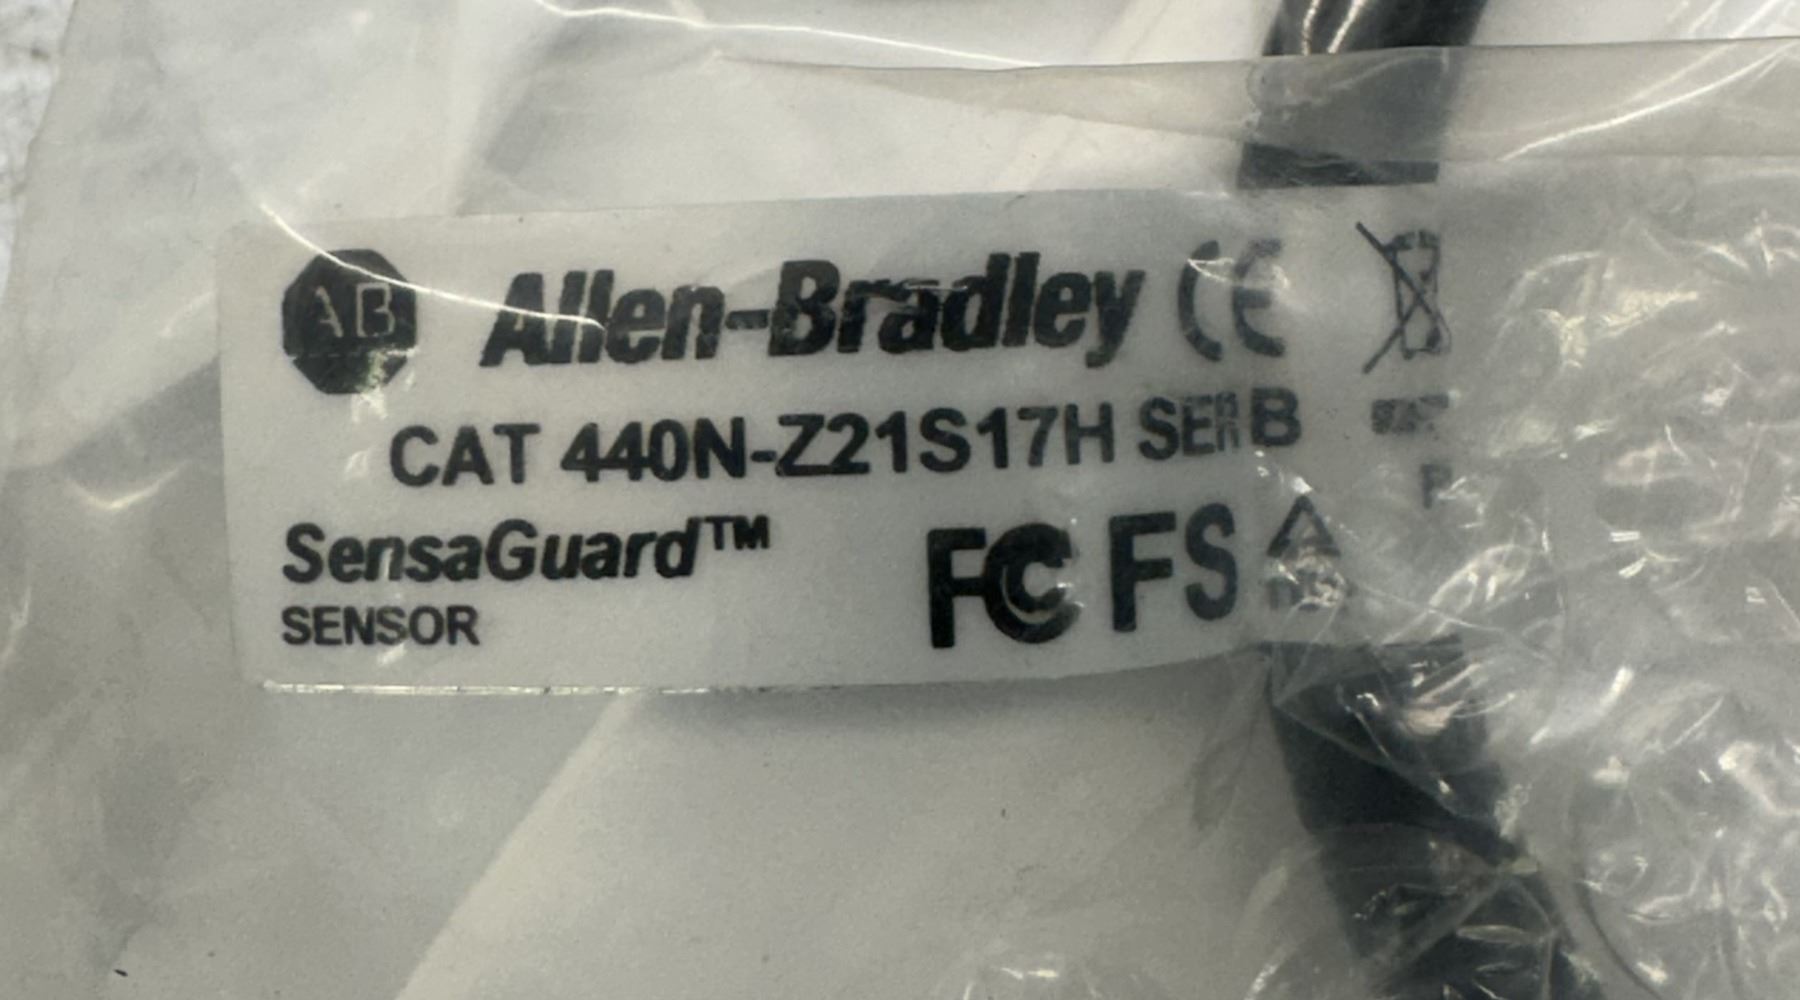 AB Allen-Bradley CE
CAT 440N-Z21S17H SER B
SensaGuard™ FC FS
SENSOR